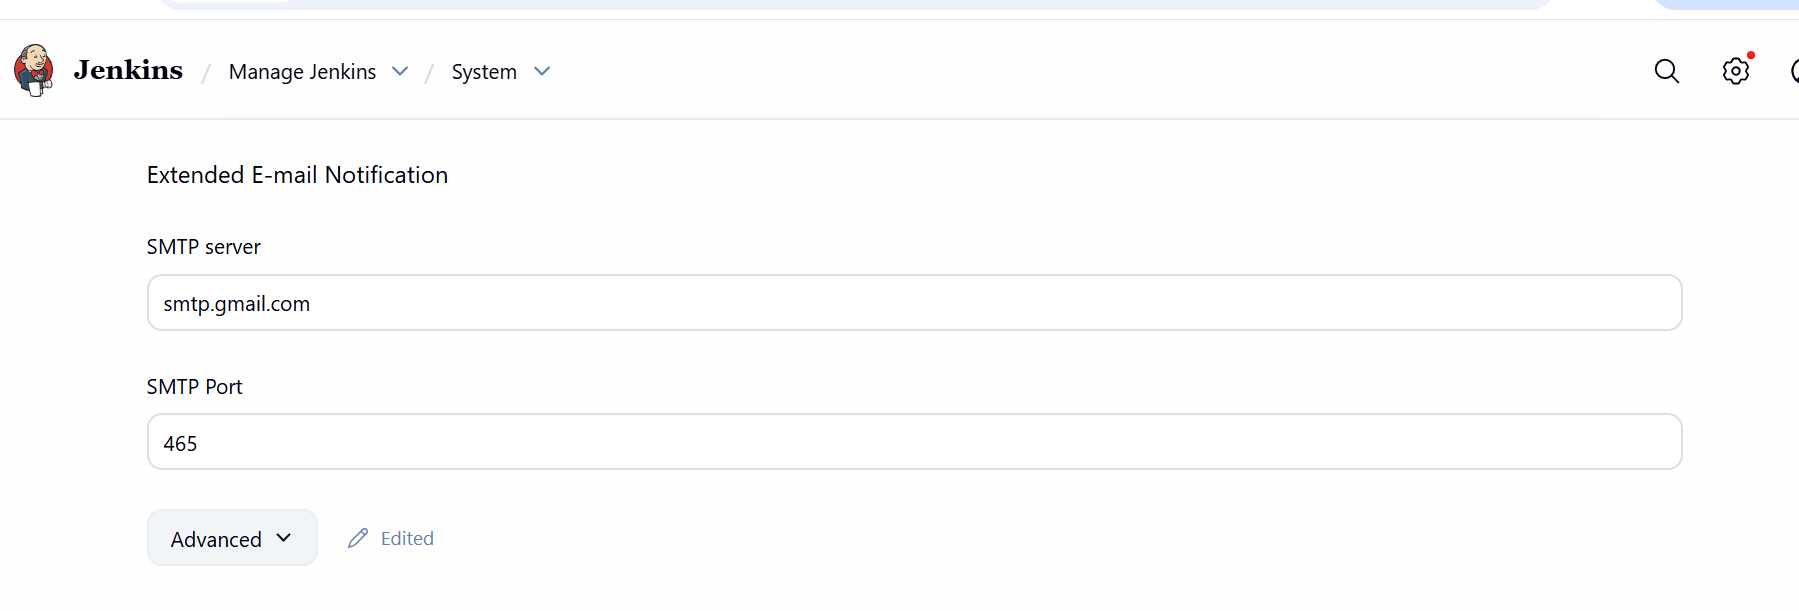 Jenkins / Manage Jenkins / System
Extended E-mail Notification
SMTP server
smtp.gmail.com
SMTP Port
465
Advanced Edited